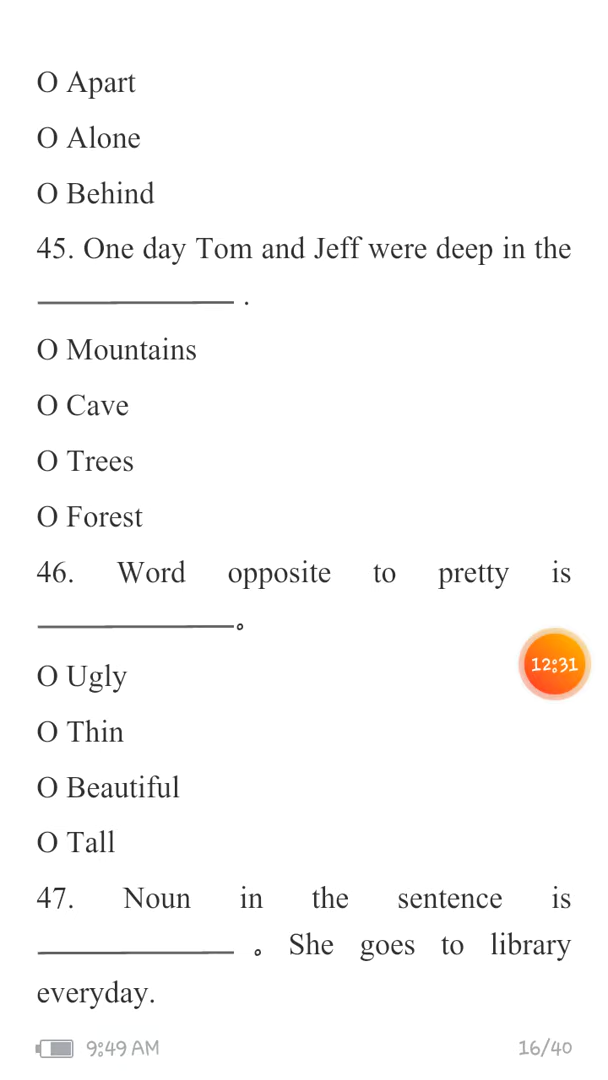 O Apart
O Alone
O Behind
45. One day Tom and Jeff were deep in the
______________ .
O Mountains
O Cave
O Trees
O Forest
46. Word opposite to pretty is
______________。
O Ugly
O Thin
12:31
O Beautiful
O Tall
47. Noun in the sentence is
______________ 。 She goes to library
everyday.
9:49 AM 16/40